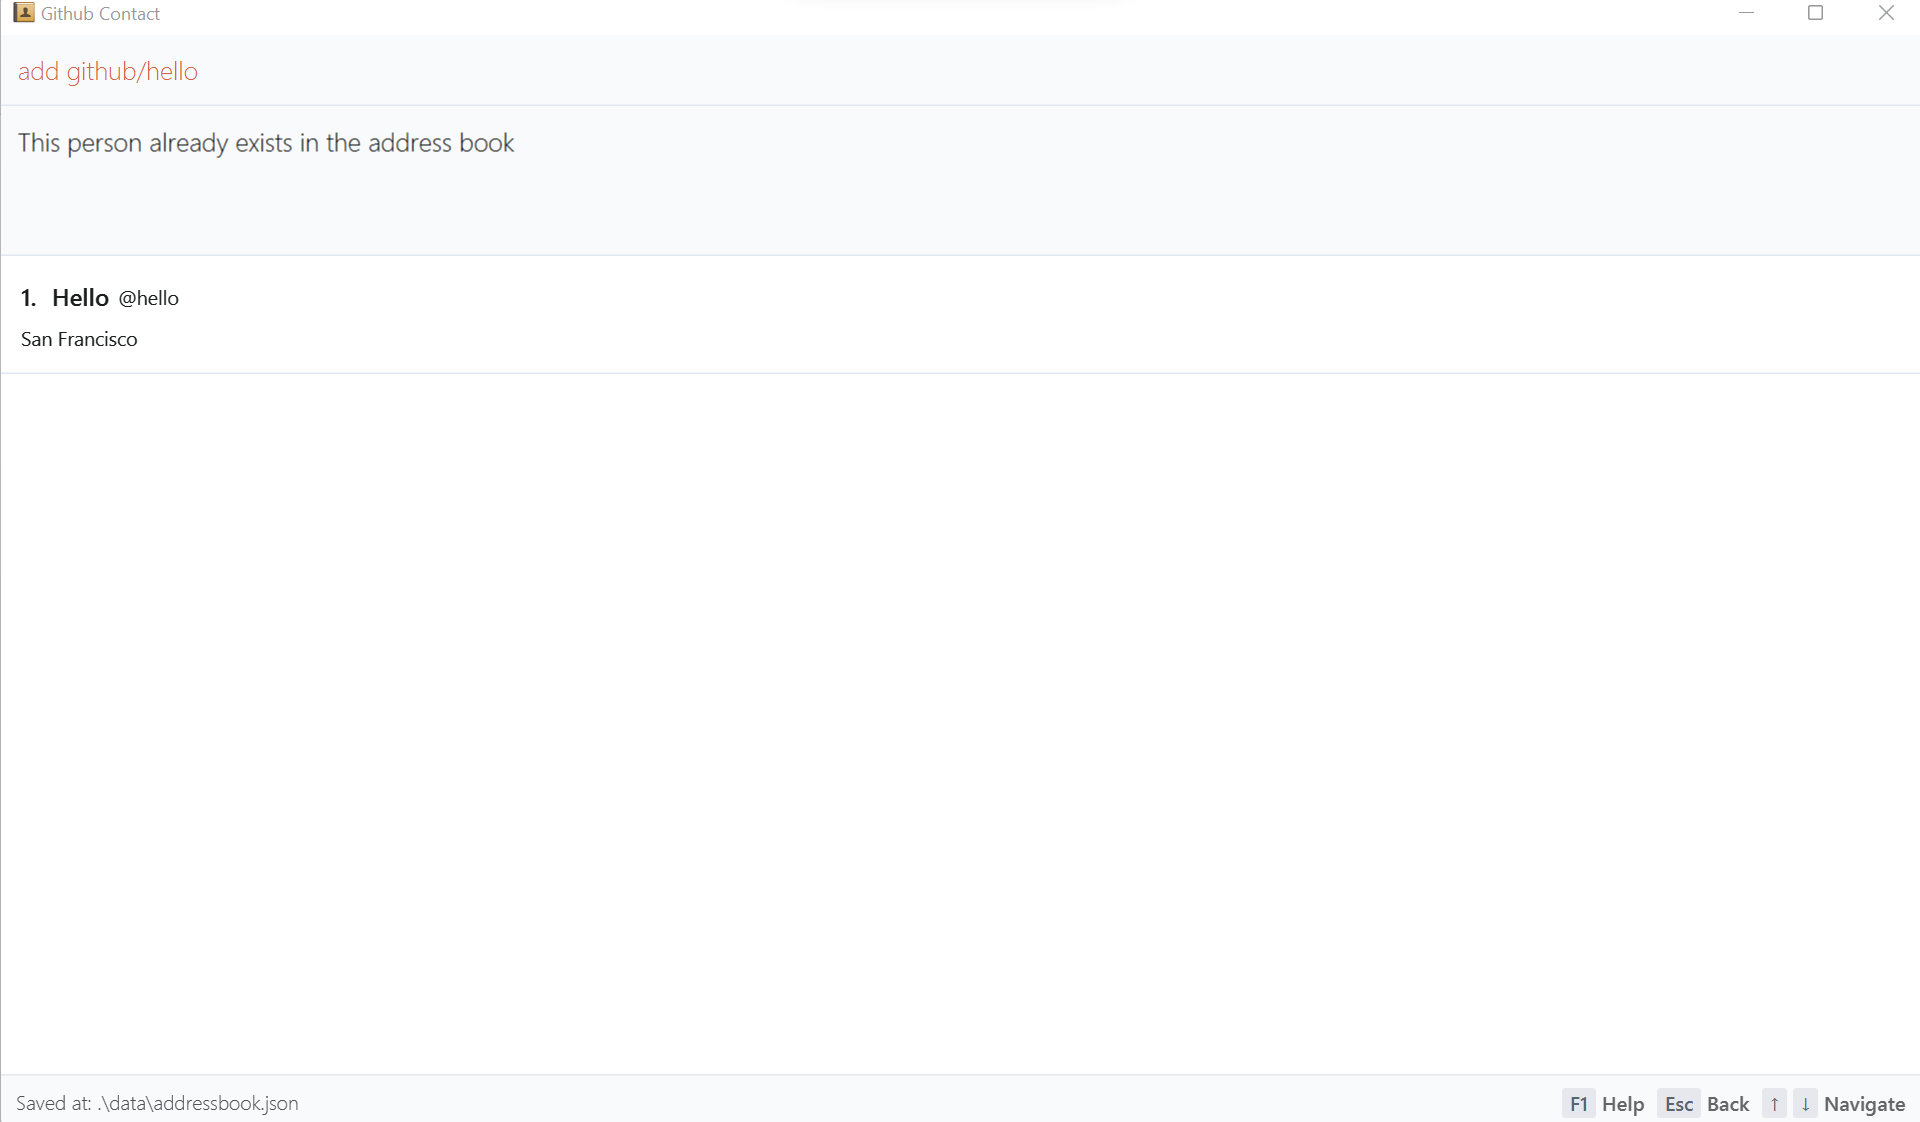 Github Contact
add github/hello
This person already exists in the address book
1. Hello @hello
San Francisco
Saved at: .\data\addressbook.json
F1 Help Esc Back ↑ ↓ Navigate